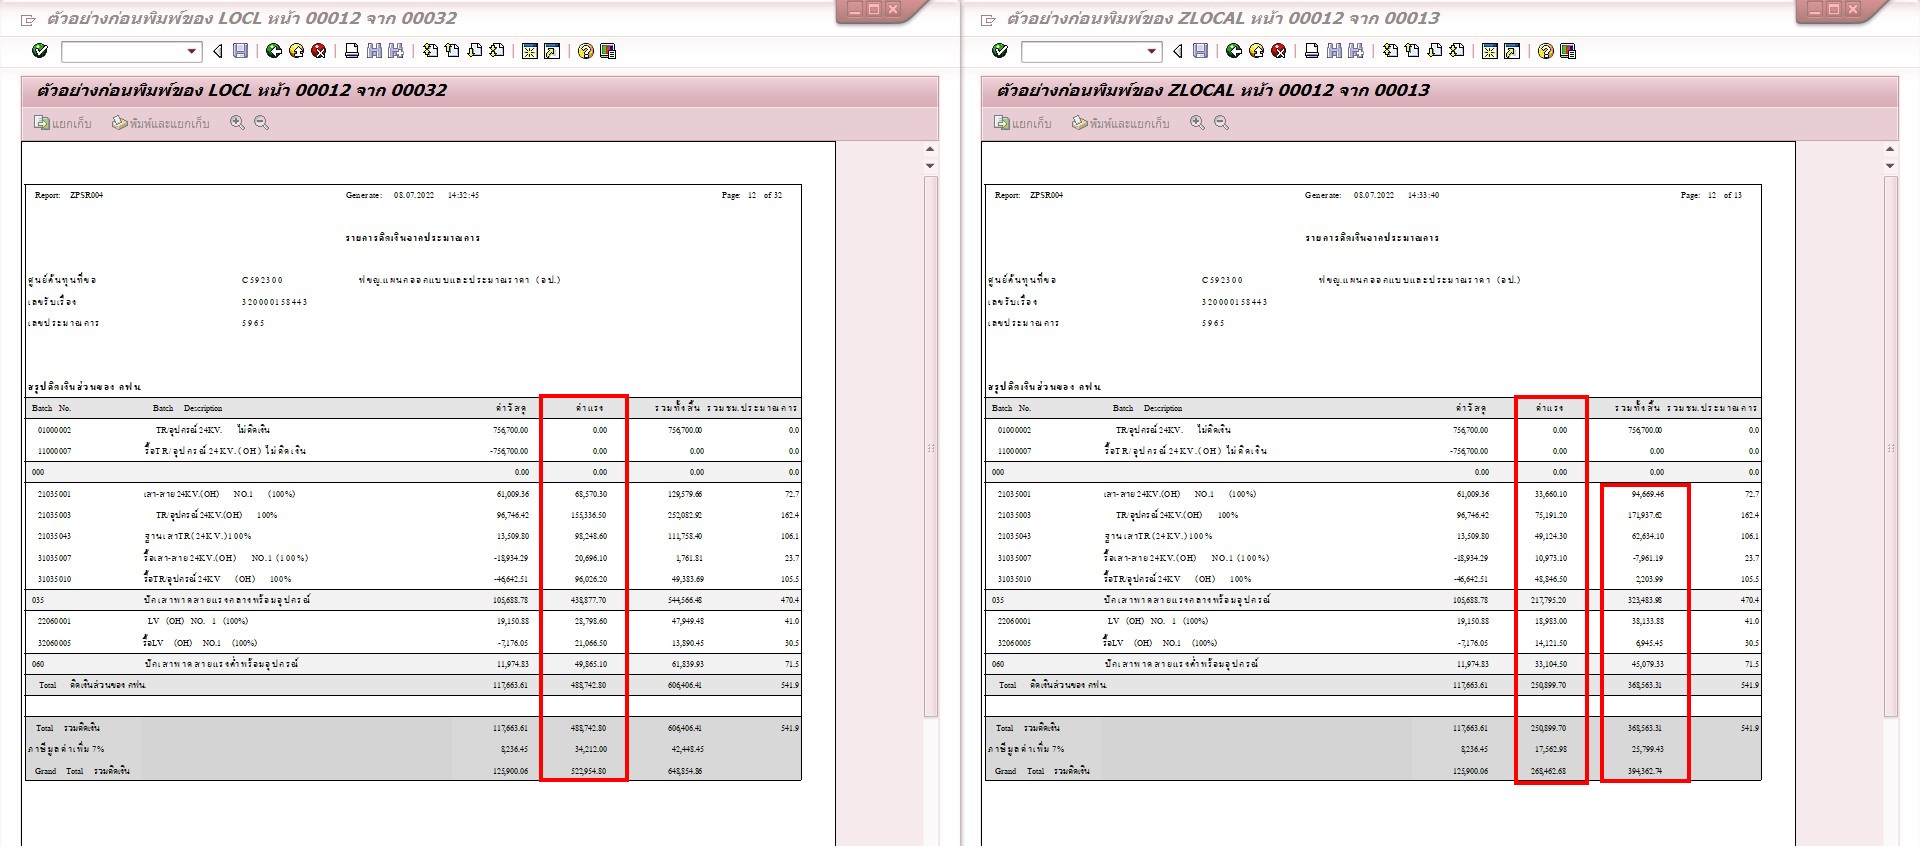 ตัวอย่างก่อนพิมพ์ของ LOCL หน้า 00012 จาก 00032
ตัวอย่างก่อนพิมพ์ของ LOCL หน้า 00012 จาก 00032
แยกเก็บ พิมพ์และแยกเก็บ
Report: ZPSR004 Generate: 08.07.2022 14:32:45 Page: 12 of 32
รายการคิดเงินจากประมาณการ
ศูนย์ต้นทุนที่ขอ C592300 ฟขญ.แผนกออกแบบและประมาณราคา (อป.)
เลขรับเรื่อง 320000158443
เลขประมาณการ 5965
สรุปคิดเงินส่วนของ กฟน.
Batch No. Batch Description ค่าวัสดุ ค่าแรง รวมทั้งสิ้น รวมชม.ประมาณการ
01000002 TR/อุปกรณ์ 24KV. ไม่คิดเงิน 756,700.00 0.00 756,700.00 0.0
11000007 รื้อTR/อุปกรณ์ 24KV.(OH) ไม่คิดเงิน -756,700.00 0.00 0.00 0.0
000 0.00 0.00 0.00 0.0
21035001 เสา-สาย 24KV.(OH) NO.1 (100%) 61,009.36 68,570.30 129,579.66 72.7
21035003 TR/อุปกรณ์ 24KV.(OH) 100% 96,746.42 155,336.50 252,082.92 162.4
21035043 ฐานเสาTR(24KV.)100% 13,509.80 98,248.60 111,758.40 106.1
31035007 รื้อเสา-สาย24KV.(OH) NO.1 (100%) -18,934.29 20,696.10 1,761.81 23.7
31035010 รื้อTR/อุปกรณ์ 24KV (OH) 100% -46,642.51 96,026.20 49,383.69 105.5
035 ปักเสาพาดสายแรงกลางพร้อมอุปกรณ์ 105,688.78 438,877.70 544,566.48 470.4
22060001 LV (OH) NO. 1 (100%) 19,150.88 28,798.60 47,949.48 41.0
32060005 รื้อLV (OH) NO.1 (100%) -7,176.05 21,066.50 13,890.45 30.5
060 ปักเสาพาดสายแรงต่ำพร้อมอุปกรณ์ 11,974.83 49,865.10 61,839.93 71.5
Total คิดเงินส่วนของ กฟน. 117,663.61 488,742.80 606,406.41 541.9
Total รวมคิดเงิน 117,663.61 488,742.80 606,406.41 541.9
ภาษีมูลค่าเพิ่ม 7% 8,236.45 34,212.00 42,448.45
Grand Total รวมคิดเงิน 125,900.06 522,954.80 648,854.86
ตัวอย่างก่อนพิมพ์ของ ZLOCAL หน้า 00012 จาก 00013
ตัวอย่างก่อนพิมพ์ของ ZLOCAL หน้า 00012 จาก 00013
แยกเก็บ พิมพ์และแยกเก็บ
Report: ZPSR004 Generate: 08.07.2022 14:33:40 Page: 12 of 13
รายการคิดเงินจากประมาณการ
ศูนย์ต้นทุนที่ขอ C592300 ฟขญ.แผนกออกแบบและประมาณราคา (อป.)
เลขรับเรื่อง 320000158443
เลขประมาณการ 5965
สรุปคิดเงินส่วนของ กฟน.
Batch No. Batch Description ค่าวัสดุ ค่าแรง รวมทั้งสิ้น รวมชม.ประมาณการ
01000002 TR/อุปกรณ์ 24KV. ไม่คิดเงิน 756,700.00 0.00 756,700.00 0.0
11000007 รื้อTR/อุปกรณ์ 24KV.(OH) ไม่คิดเงิน -756,700.00 0.00 0.00 0.0
000 0.00 0.00 0.00 0.0
21035001 เสา-สาย 24KV.(OH) NO.1 (100%) 61,009.36 33,660.10 94,669.46 72.7
21035003 TR/อุปกรณ์ 24KV.(OH) 100% 96,746.42 75,191.20 171,937.62 162.4
21035043 ฐานเสาTR(24KV.)100% 13,509.80 49,124.30 62,634.10 106.1
31035007 รื้อเสา-สาย24KV.(OH) NO.1 (100%) -18,934.29 10,973.10 -7,961.19 23.7
31035010 รื้อTR/อุปกรณ์ 24KV (OH) 100% -46,642.51 48,846.50 2,203.99 105.5
035 ปักเสาพาดสายแรงกลางพร้อมอุปกรณ์ 105,688.78 217,795.20 323,483.98 470.4
22060001 LV (OH) NO. 1 (100%) 19,150.88 18,983.00 38,133.88 41.0
32060005 รื้อLV (OH) NO.1 (100%) -7,176.05 14,121.50 6,945.45 30.5
060 ปักเสาพาดสายแรงต่ำพร้อมอุปกรณ์ 11,974.83 33,104.50 45,079.33 71.5
Total คิดเงินส่วนของ กฟน. 117,663.61 250,899.70 368,563.31 541.9
Total รวมคิดเงิน 117,663.61 250,899.70 368,563.31 541.9
ภาษีมูลค่าเพิ่ม 7% 8,236.45 17,562.98 25,799.43
Grand Total รวมคิดเงิน 125,900.06 268,462.68 394,362.74